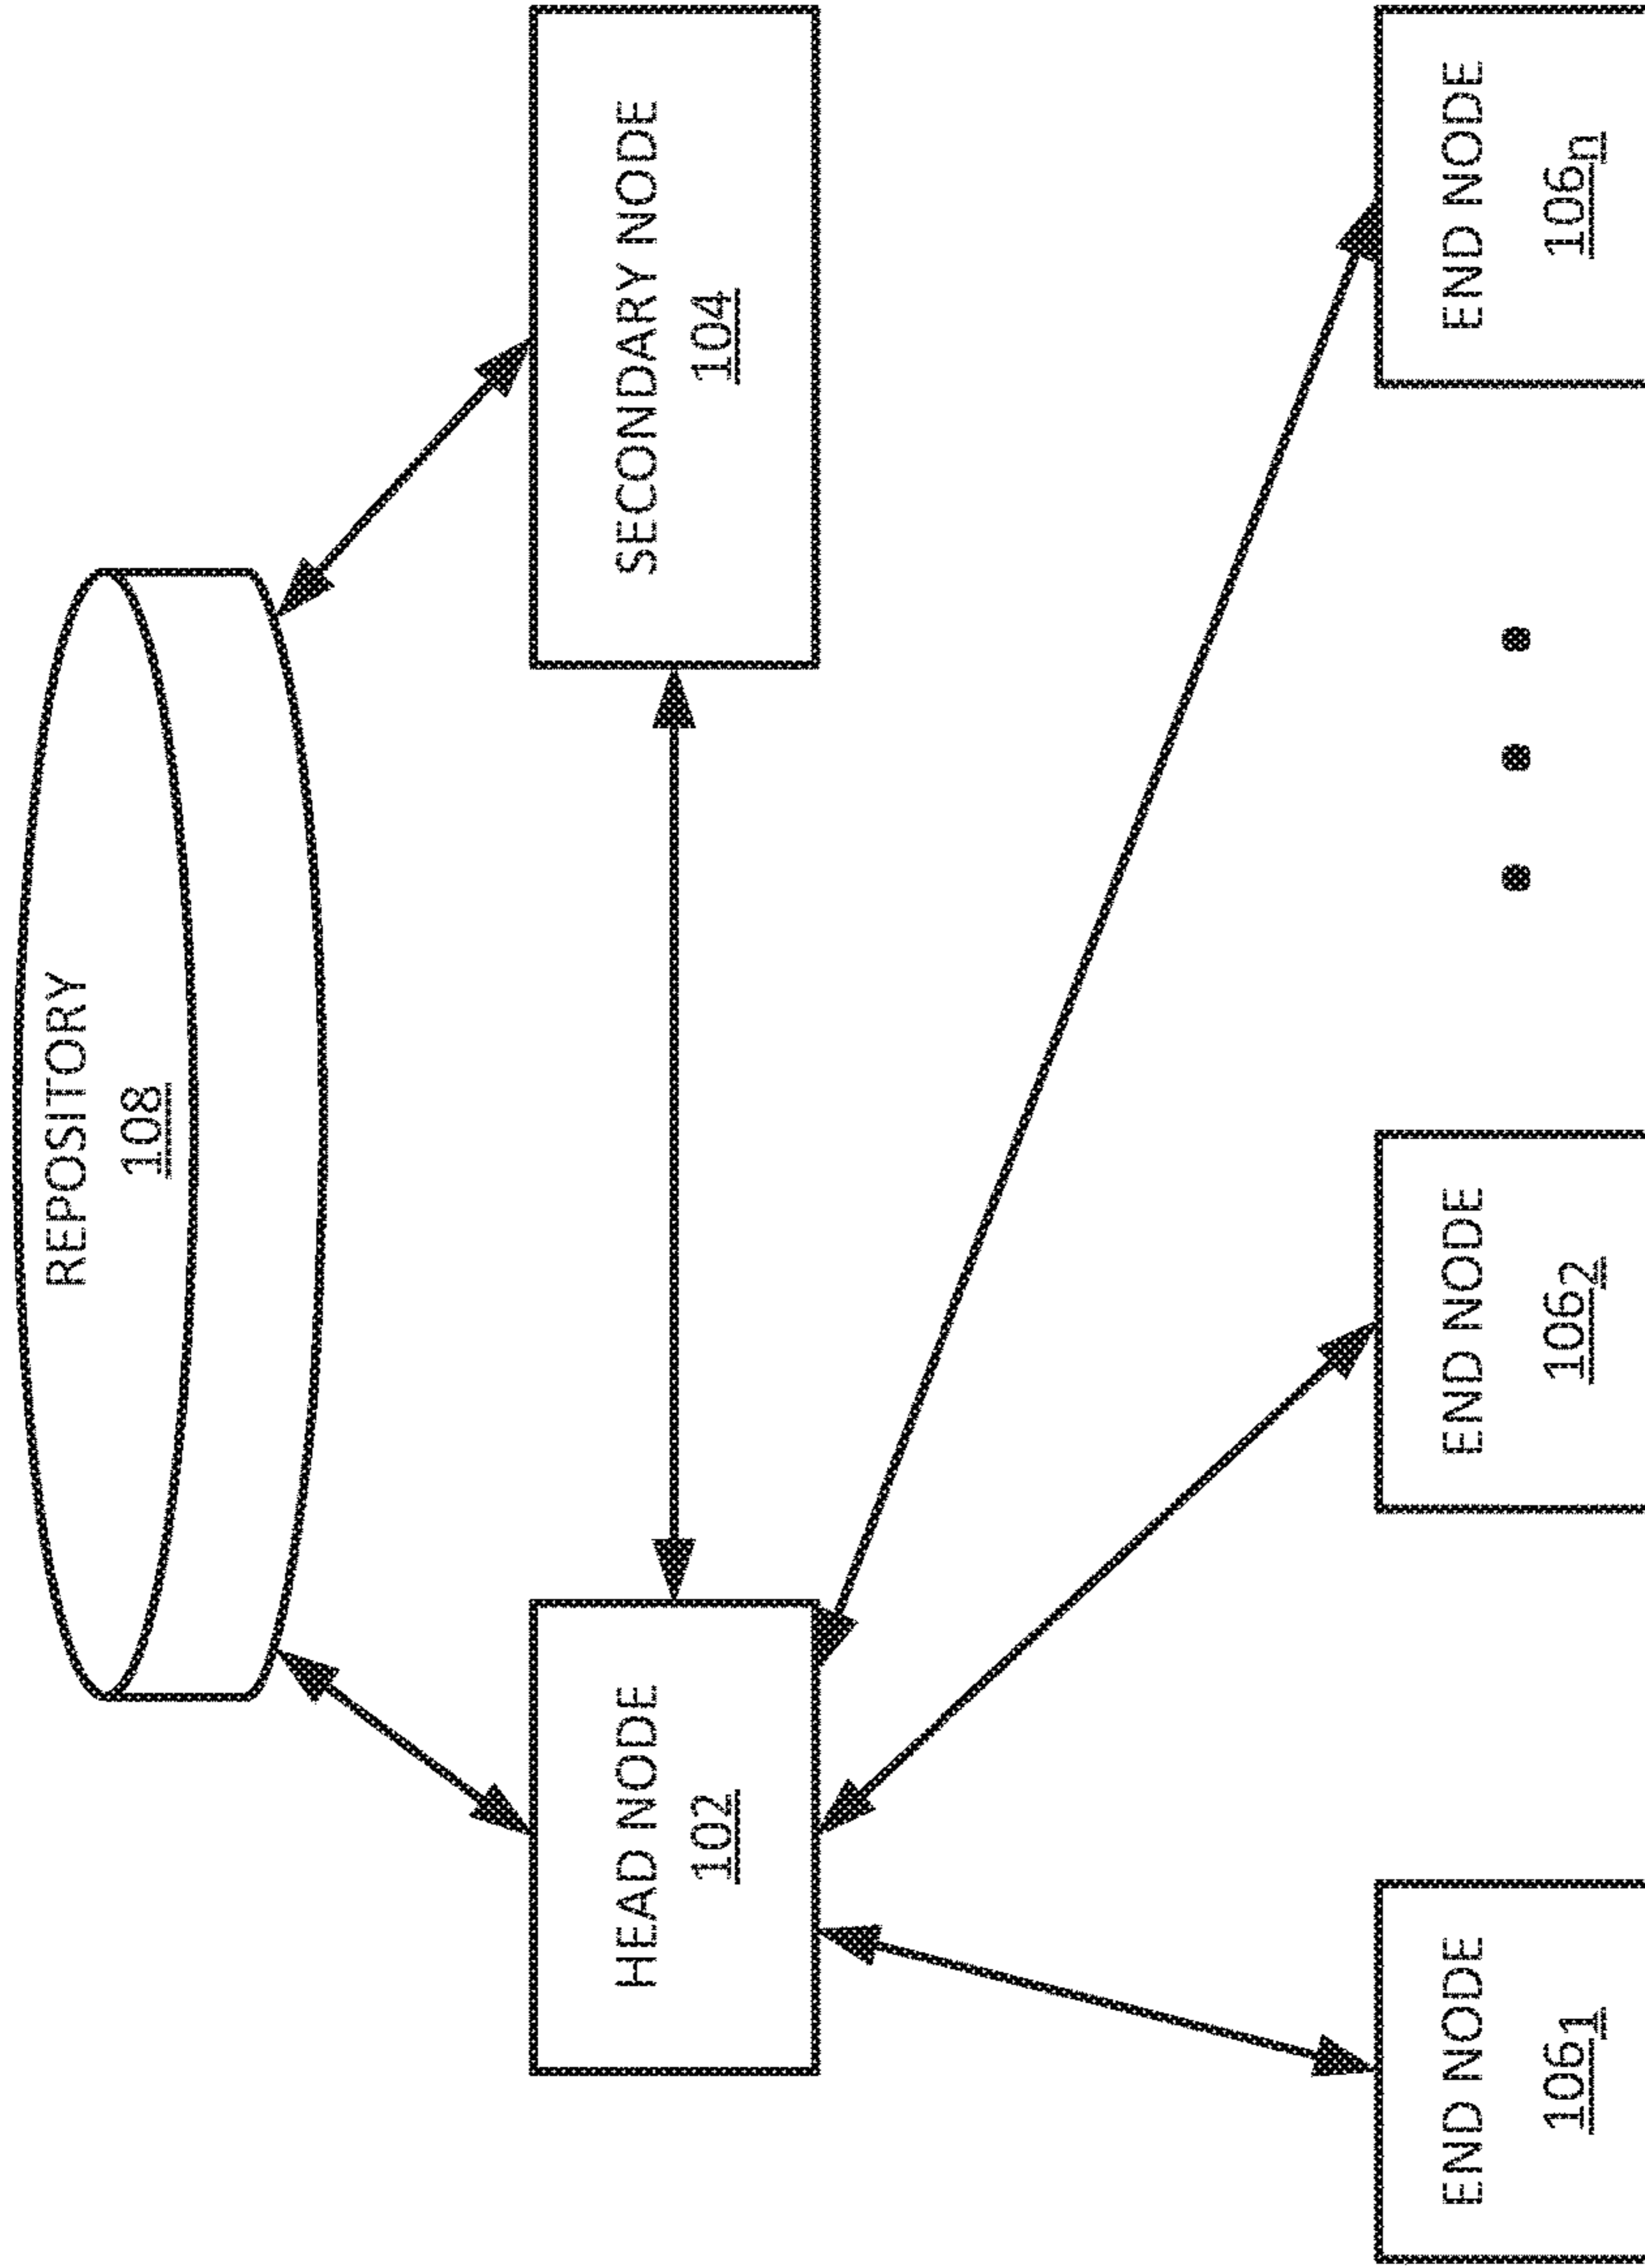 REPOSITORY
108
HEAD NODE
102
SECONDARY NODE
104
END NODE
106₁
END NODE
106₂
END NODE
106ₙ